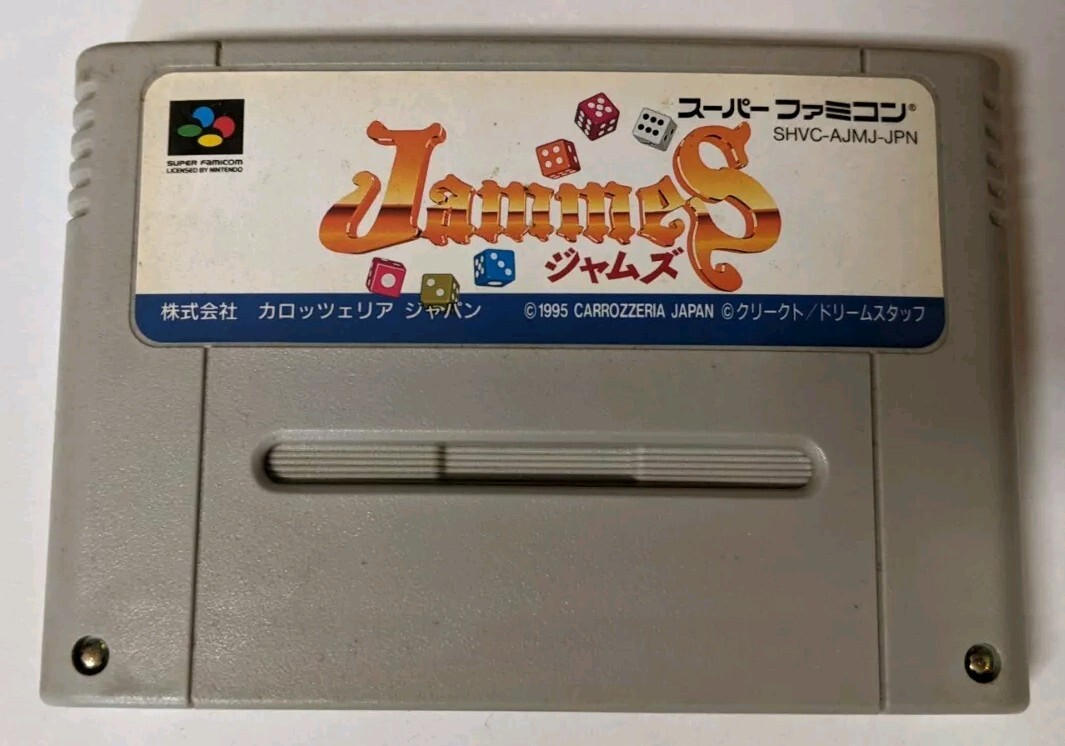 スーパーファミコン®
SHVC-AJMJ-JPN
SUPER FAMICOM
LICENSED BY NINTENDO
Jammes
ジャムズ
株式会社 カロッツェリア ジャパン ©1995 CARROZZERIA JAPAN ©クリークト/ドリームスタッフ